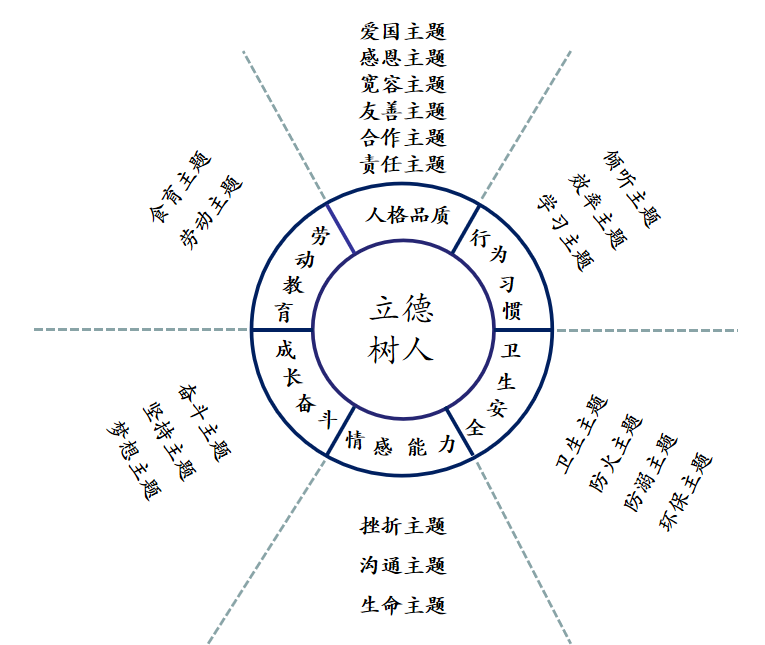 爱国主题
感恩主题
宽容主题
友善主题
合作主题
责任主题
人格品质
倾听主题
效率主题
学习主题
行为习惯
卫生安全
卫生主题
防火主题
防溺主题
环保主题
情感能力
挫折主题
沟通主题
生命主题
成长奋斗
奋斗主题
坚持主题
梦想主题
劳动教育
食育主题
劳动主题
立德
树人